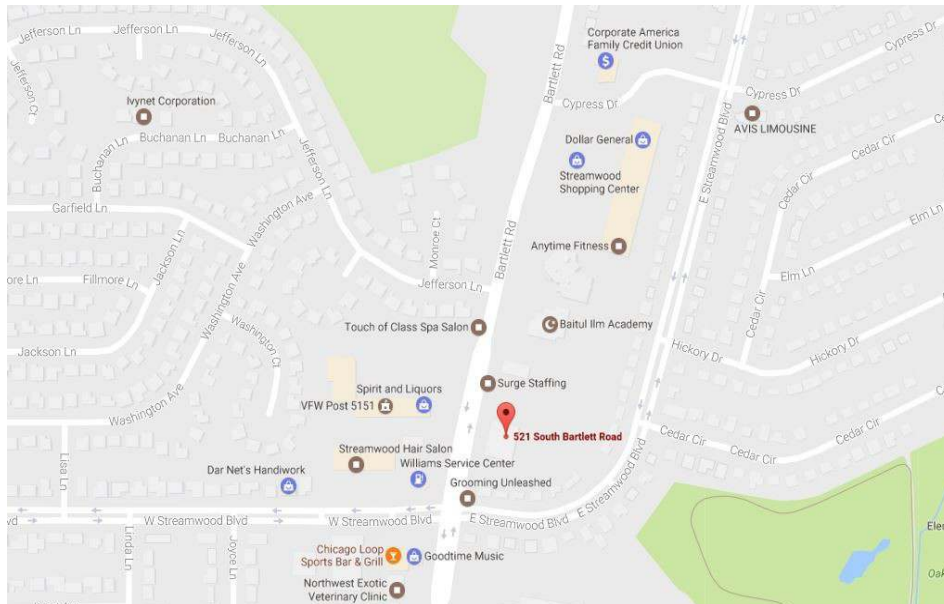 Jefferson Ln
Jefferson Ln
Jefferson Ln
Jefferson Ct
Ivynet Corporation
Buchanan Ln
Buchanan Ln
Buchanan Ln
Jefferson Ln
Corporate America
Family Credit Union
Bartlett Rd
Cypress Dr
Cypress Dr
Cypress Dr
AVIS LIMOUSINE
Dollar General
Streamwood
Shopping Center
E Streamwood Blvd
Cedar Cir
Cedar Cir
Cedar Cir
Elm Ln
Elm Ln
Garfield Ln
Washington Ave
Jackson Ln
Fillmore Ln
Washington Ave
Monroe Ct
Bartlett Rd
Anytime Fitness
Jefferson Ln
Touch of Class Spa Salon
Baitul Ilm Academy
Cedar Cir
Hickory Dr
Hickory Dr
Jackson Ln
Washington Ct
Surge Staffing
Spirit and Liquors
VFW Post 5151
Washington Ave
521 South Bartlett Road
Cedar Cir
Cedar Cir
Lisa Ln
Streamwood Hair Salon
Williams Service Center
Dar Net's Handiwork
Grooming Unleashed
E Streamwood Blvd
W Streamwood Blvd
W Streamwood Blvd
E Streamwood Blvd
Linda Ln
Joyce Ln
Chicago Loop
Sports Bar & Grill
Goodtime Music
Northwest Exotic
Veterinary Clinic